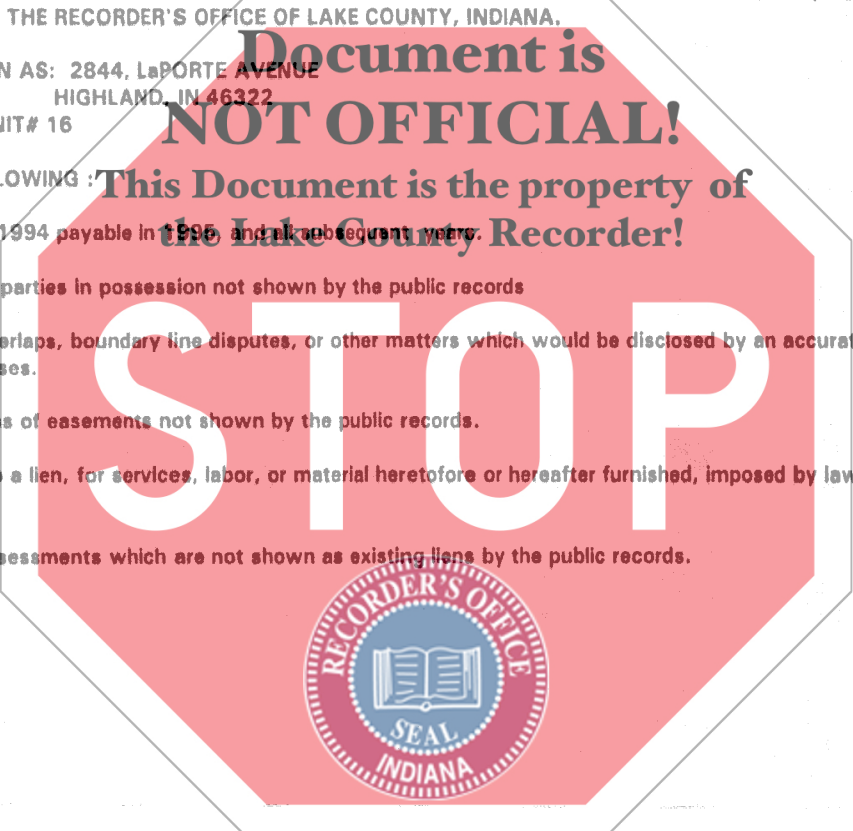 THE RECORDER'S OFFICE OF LAKE COUNTY, INDIANA.
Document is
N AS: 2844, LaPORTE AVENUE
HIGHLAND, IN 46322
NOT OFFICIAL!
NIT# 16
LOWING :
This Document is the property of
1994 payable in 1995, and all subsequent years.
the Lake County Recorder!
parties in possession not shown by the public records
erlaps, boundary line disputes, or other matters which would be disclosed by an accurat
ses.
s of easements not shown by the public records.
a lien, for services, labor, or material heretofore or hereafter furnished, imposed by law
sessments which are not shown as existing liens by the public records.
STOP
RECORDER'S OFFICE
SEAL
INDIANA